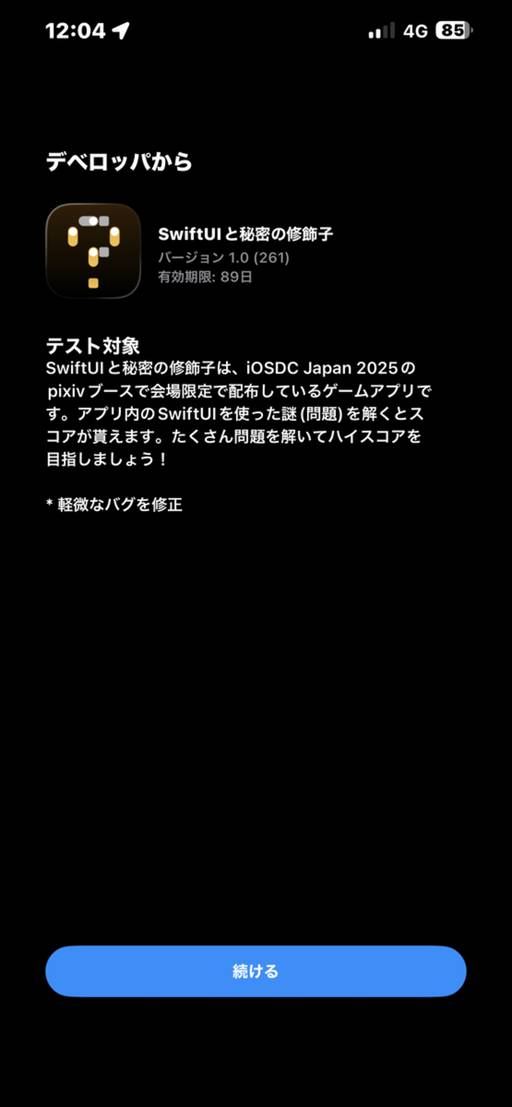 12:04
4G
85
デベロッパから
SwiftUIと秘密の修飾子
バージョン 1.0 (261)
有効期限: 89日
テスト対象
SwiftUIと秘密の修飾子は、iOSDC Japan 2025の
pixivブースで会場限定で配布しているゲームアプリで
す。アプリ内のSwiftUIを使った謎(問題)を解くとス
コアが貰えます。たくさん問題を解いてハイスコアを
目指しましょう！
* 軽微なバグを修正
続ける